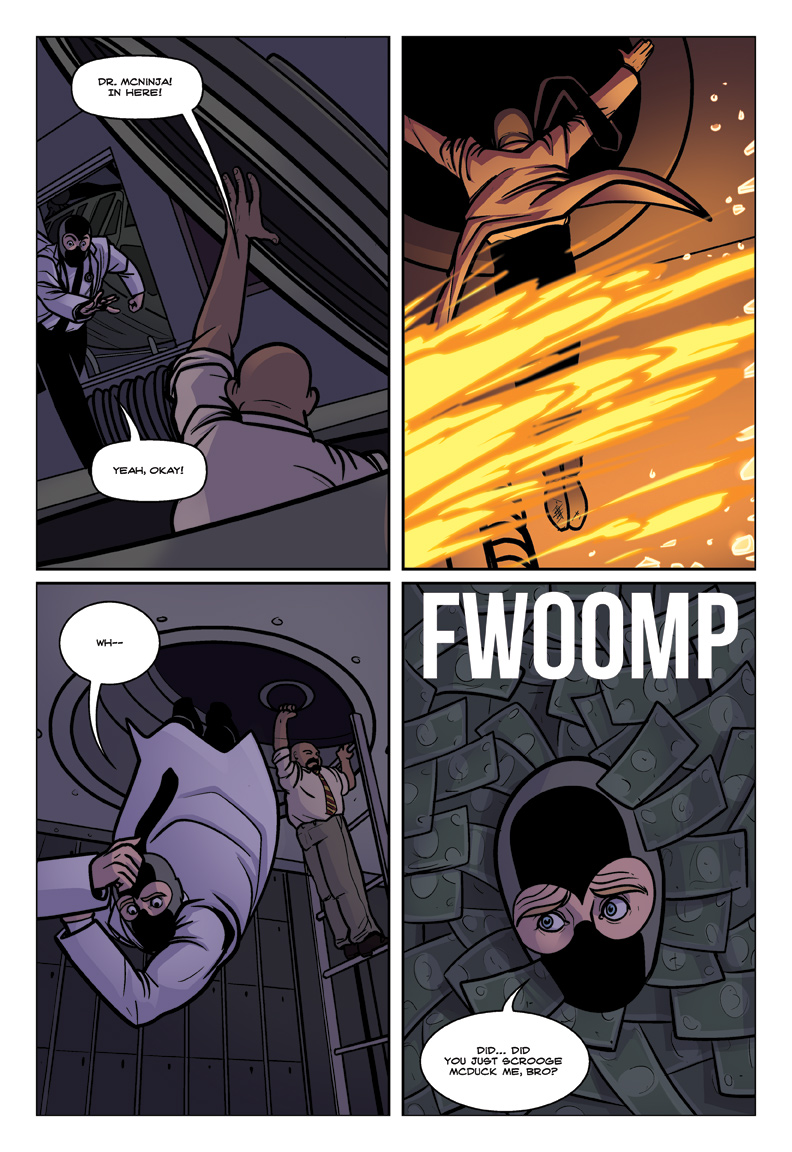 DR. MCNINJA!
IN HERE!
YEAH, OKAY!
WH--
FWOOMP
DID... DID
YOU JUST SCROOGE
MCDUCK ME, BRO?